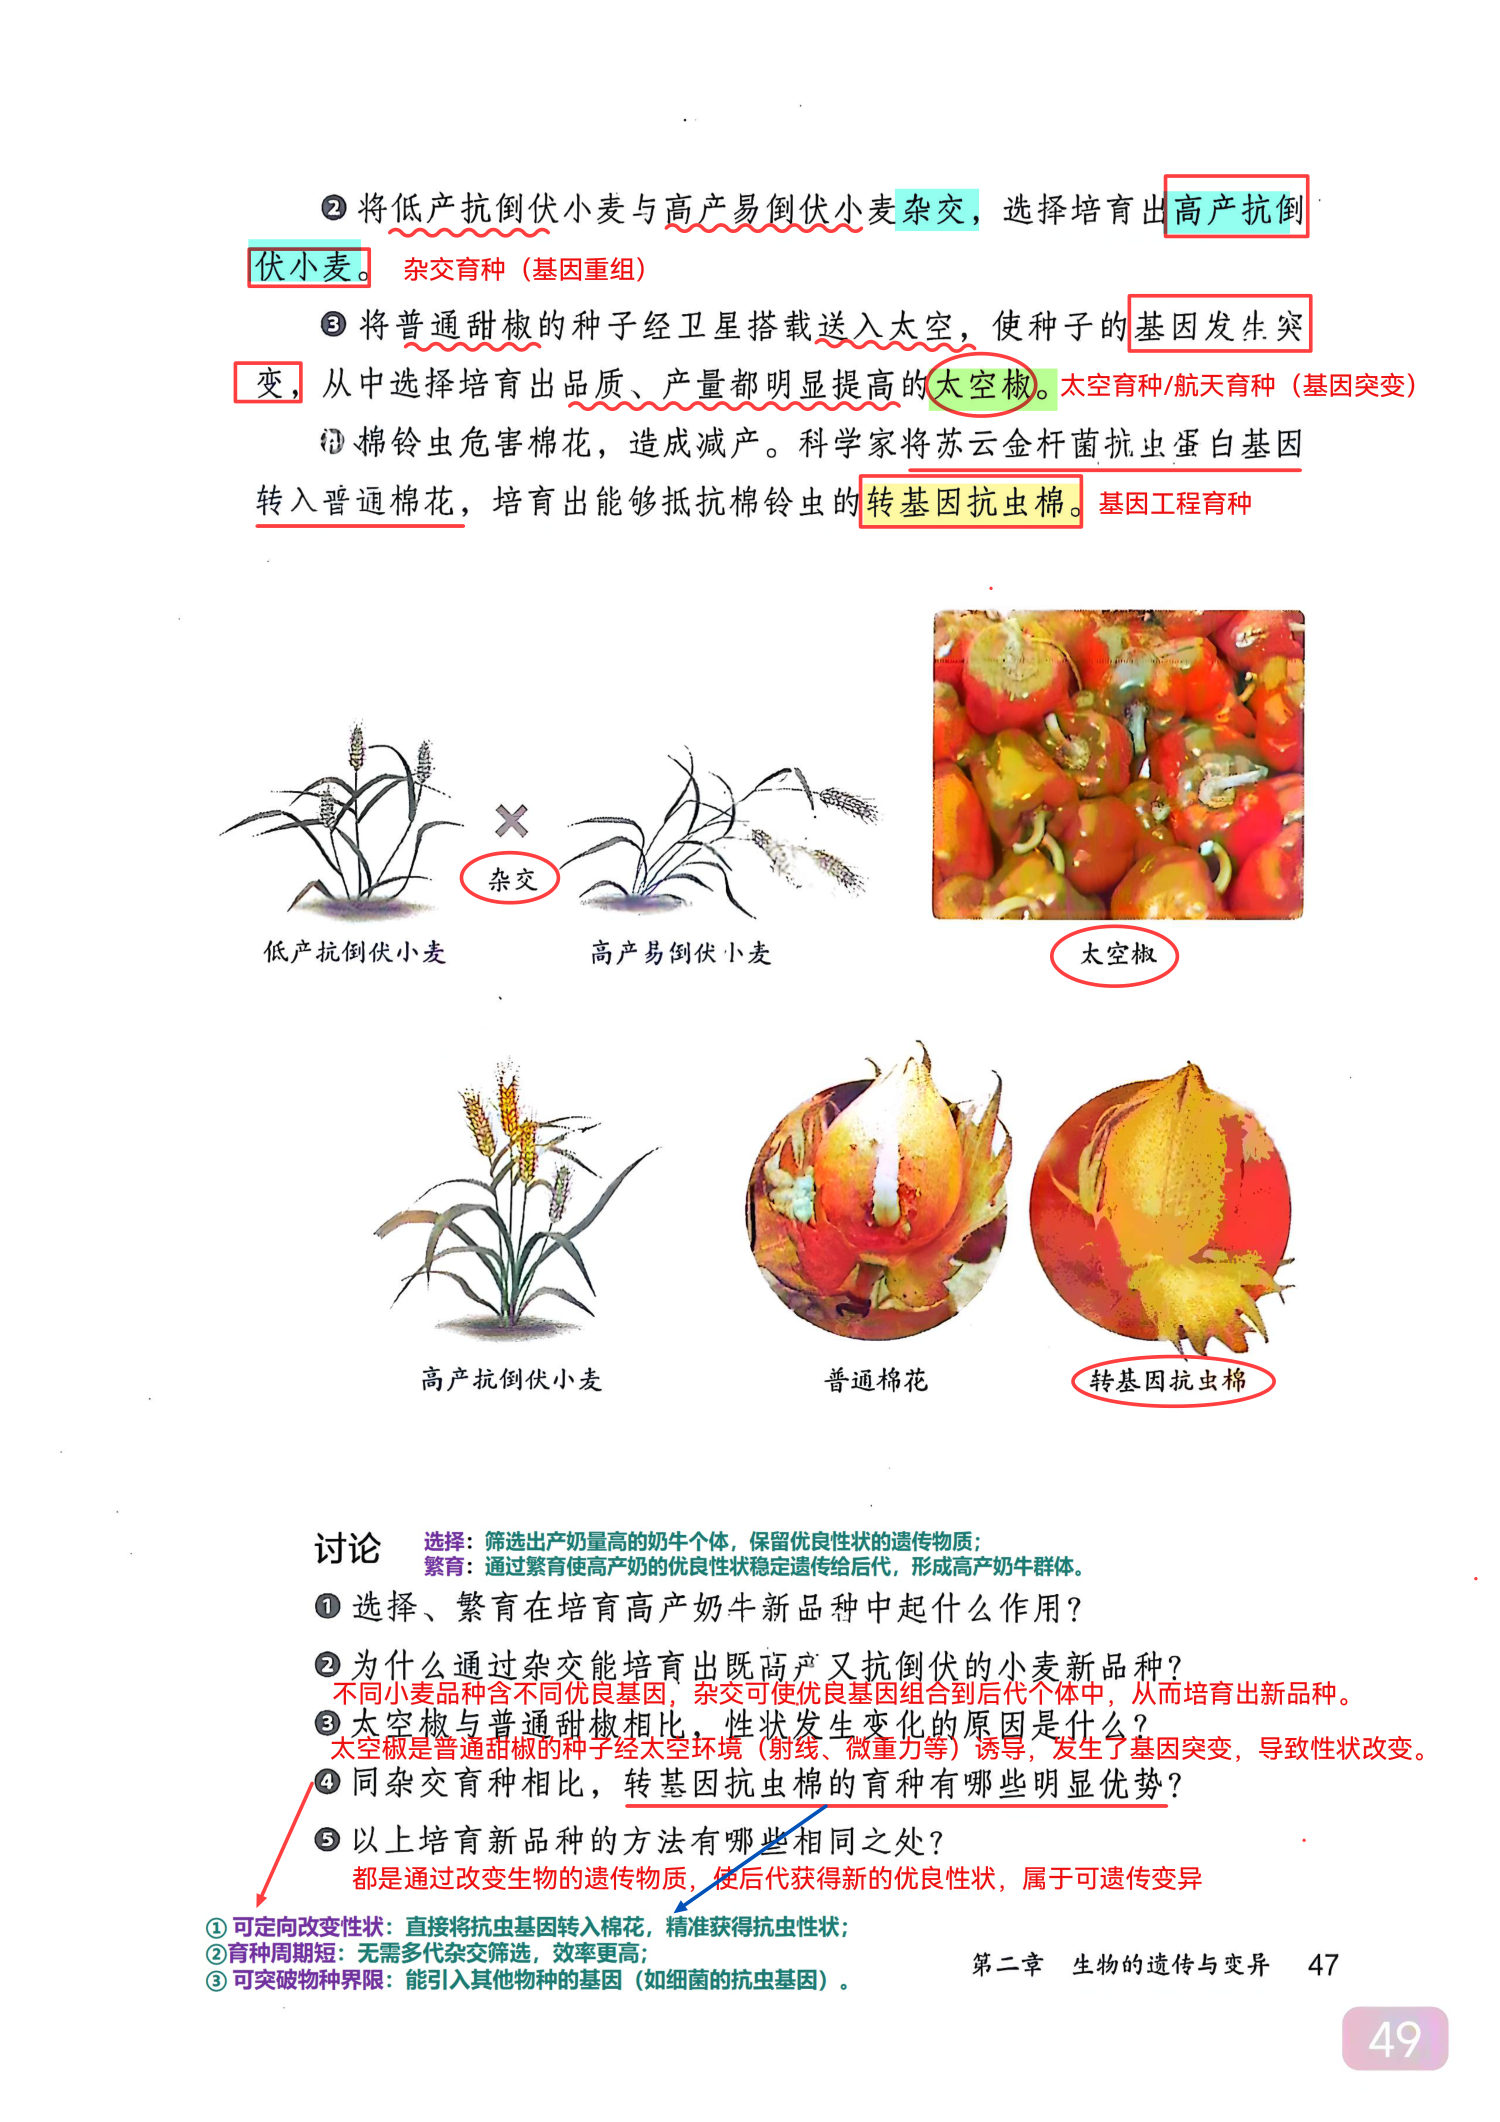 ❷ 将低产抗倒伏小麦与高产易倒伏小麦杂交，选择培育出高产抗倒
伏小麦。 杂交育种（基因重组）
❸ 将普通甜椒的种子经卫星搭载送入太空，使种子的基因发生突
变，从中选择培育出品质、产量都明显提高的太空椒。 太空育种/航天育种（基因突变）
棉铃虫危害棉花，造成减产。科学家将苏云金杆菌抗虫蛋白基因
转入普通棉花，培育出能够抵抗棉铃虫的转基因抗虫棉。 基因工程育种
杂交
低产抗倒伏小麦 高产易倒伏小麦 太空椒
高产抗倒伏小麦 普通棉花 转基因抗虫棉
讨论 选择：筛选出产奶量高的奶牛个体，保留优良性状的遗传物质；
繁育：通过繁育使高产奶的优良性状稳定遗传给后代，形成高产奶牛群体。
❶ 选择、繁育在培育高产奶牛新品种中起什么作用？
❷ 为什么通过杂交能培育出既高产又抗倒伏的小麦新品种？
不同小麦品种含不同优良基因，杂交可使优良基因组合到后代个体中，从而培育出新品种。
❸ 太空椒与普通甜椒相比，性状发生变化的原因是什么？
太空椒是普通甜椒的种子经太空环境（射线、微重力等）诱导，发生了基因突变，导致性状改变。
❹ 同杂交育种相比，转基因抗虫棉的育种有哪些明显优势？
❺ 以上培育新品种的方法有哪些相同之处？
都是通过改变生物的遗传物质，使后代获得新的优良性状，属于可遗传变异
① 可定向改变性状：直接将抗虫基因转入棉花，精准获得抗虫性状；
②育种周期短：无需多代杂交筛选，效率更高；
③ 可突破物种界限：能引入其他物种的基因（如细菌的抗虫基因）。
第二章 生物的遗传与变异 47
49